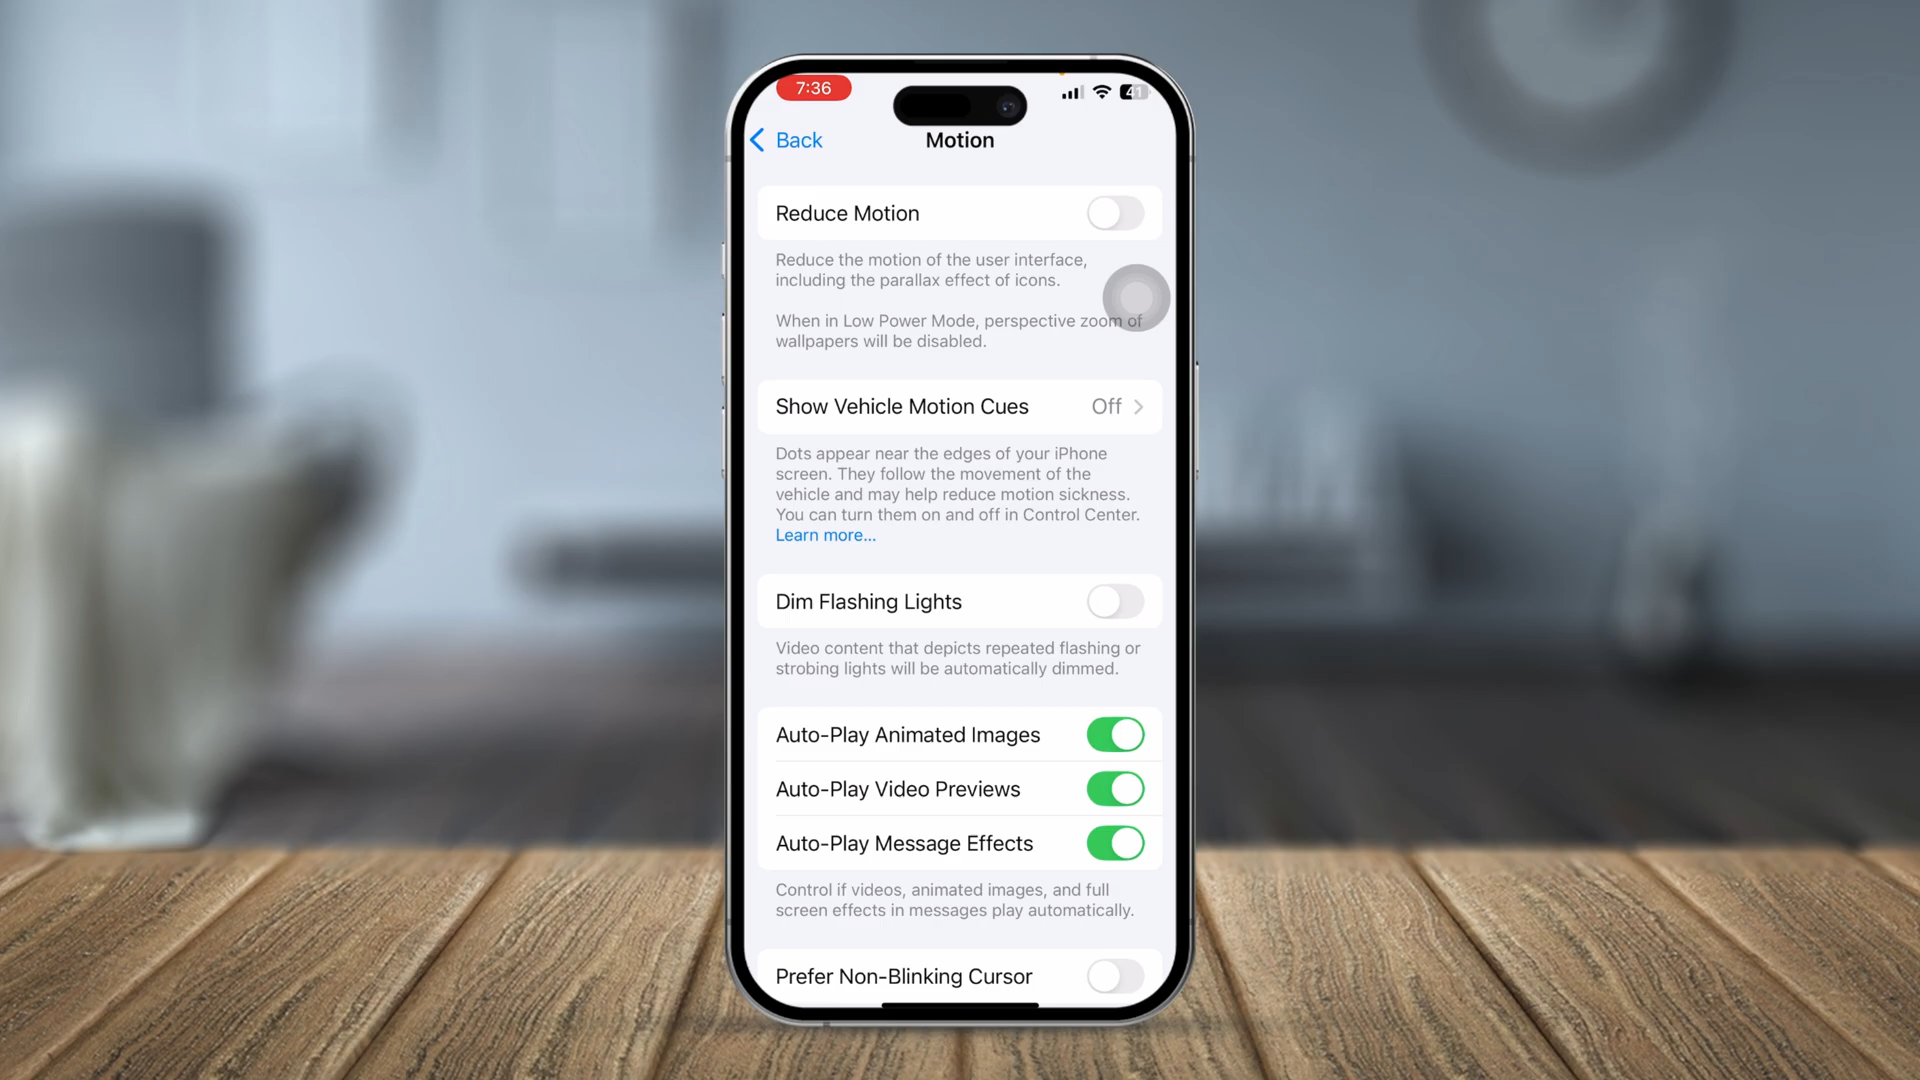 7:36
41
Back
Motion
Reduce Motion
Reduce the motion of the user interface,
including the parallax effect of icons.
When in Low Power Mode, perspective zoom of
wallpapers will be disabled.
Show Vehicle Motion Cues Off
Dots appear near the edges of your iPhone
screen. They follow the movement of the
vehicle and may help reduce motion sickness.
You can turn them on and off in Control Center.
Learn more...
Dim Flashing Lights
Video content that depicts repeated flashing or
strobing lights will be automatically dimmed.
Auto-Play Animated Images
Auto-Play Video Previews
Auto-Play Message Effects
Control if videos, animated images, and full
screen effects in messages play automatically.
Prefer Non-Blinking Cursor